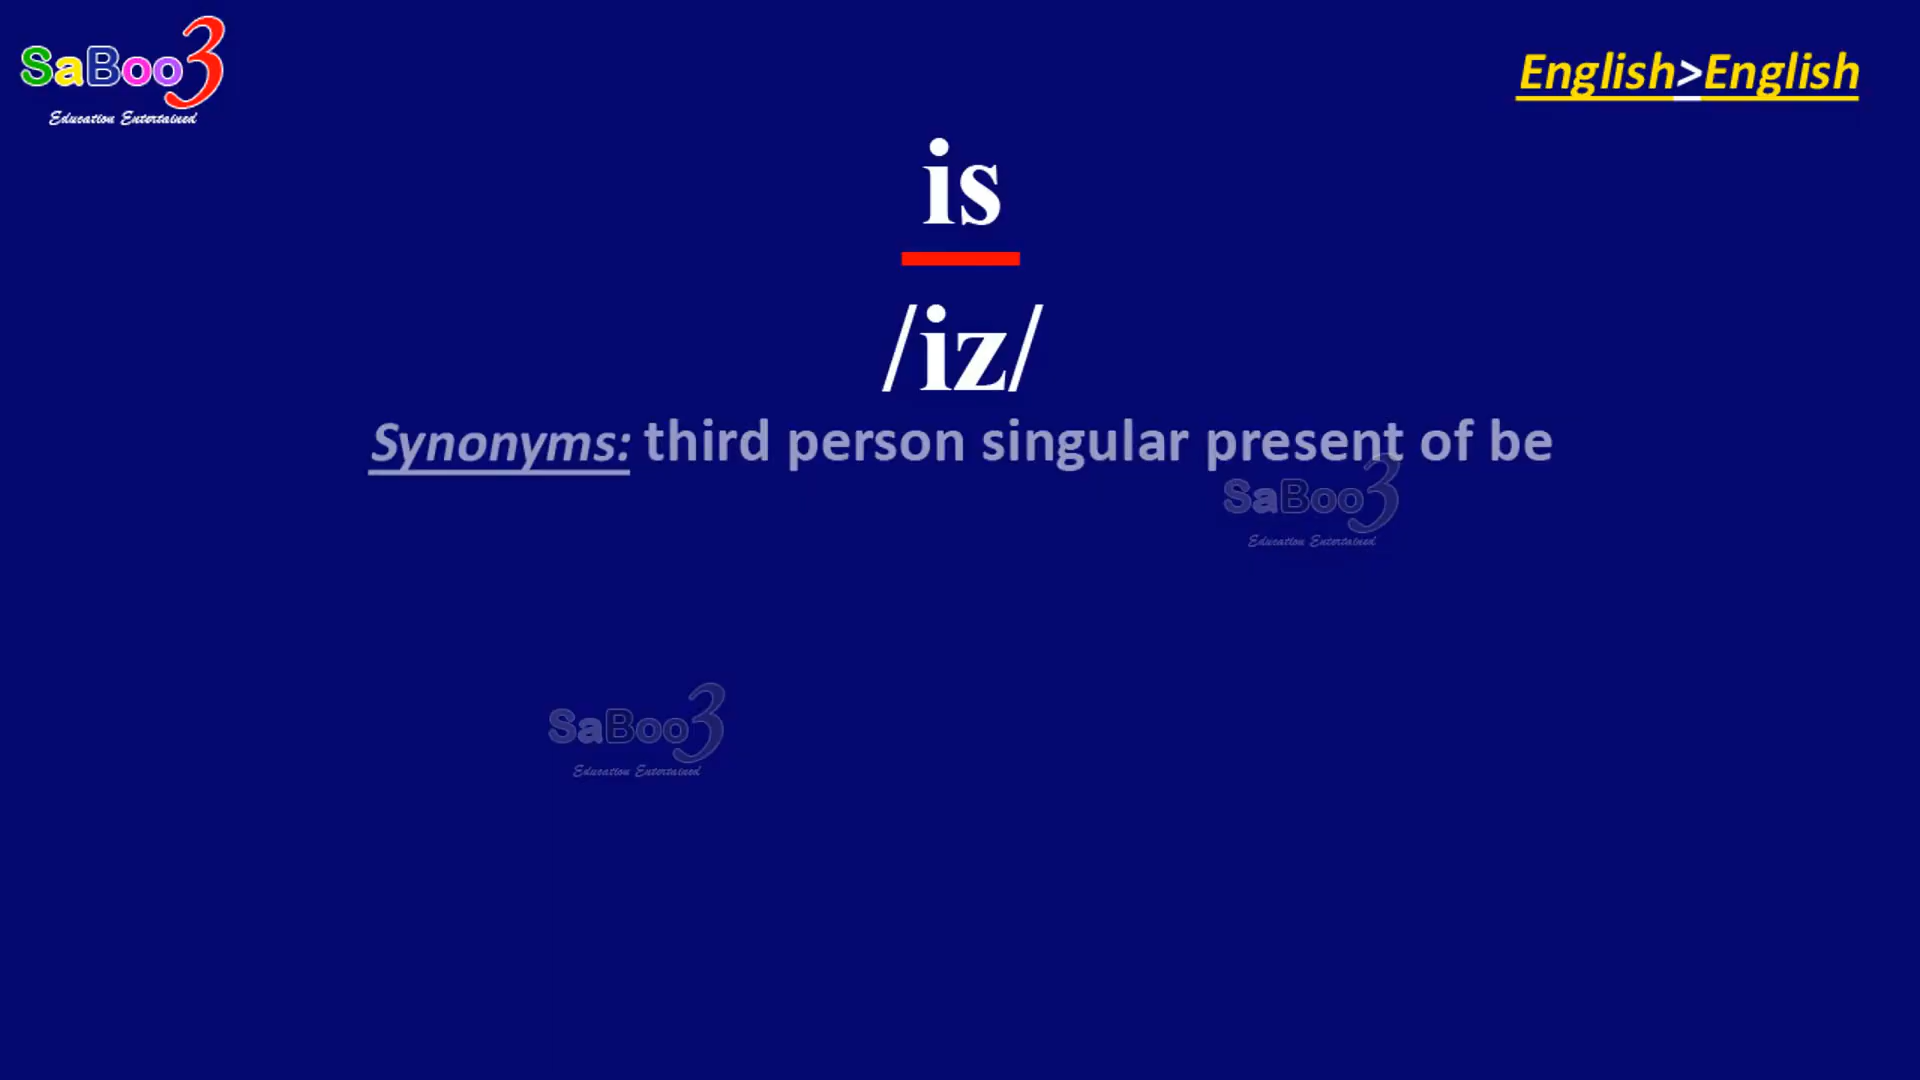 SaBoo3
Education Entertained
English>English
is
/iz/
Synonyms: third person singular present of be
SaBoo3
Education Entertained
SaBoo3
Education Entertained